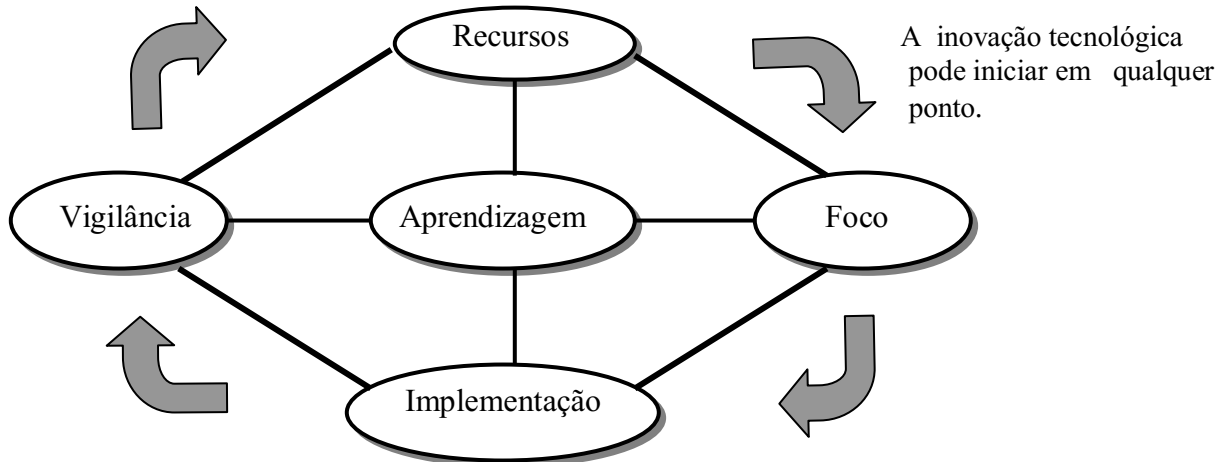 Recursos
A inovação tecnológica
pode iniciar em qualquer
ponto.
Vigilância
Aprendizagem
Foco
Implementação